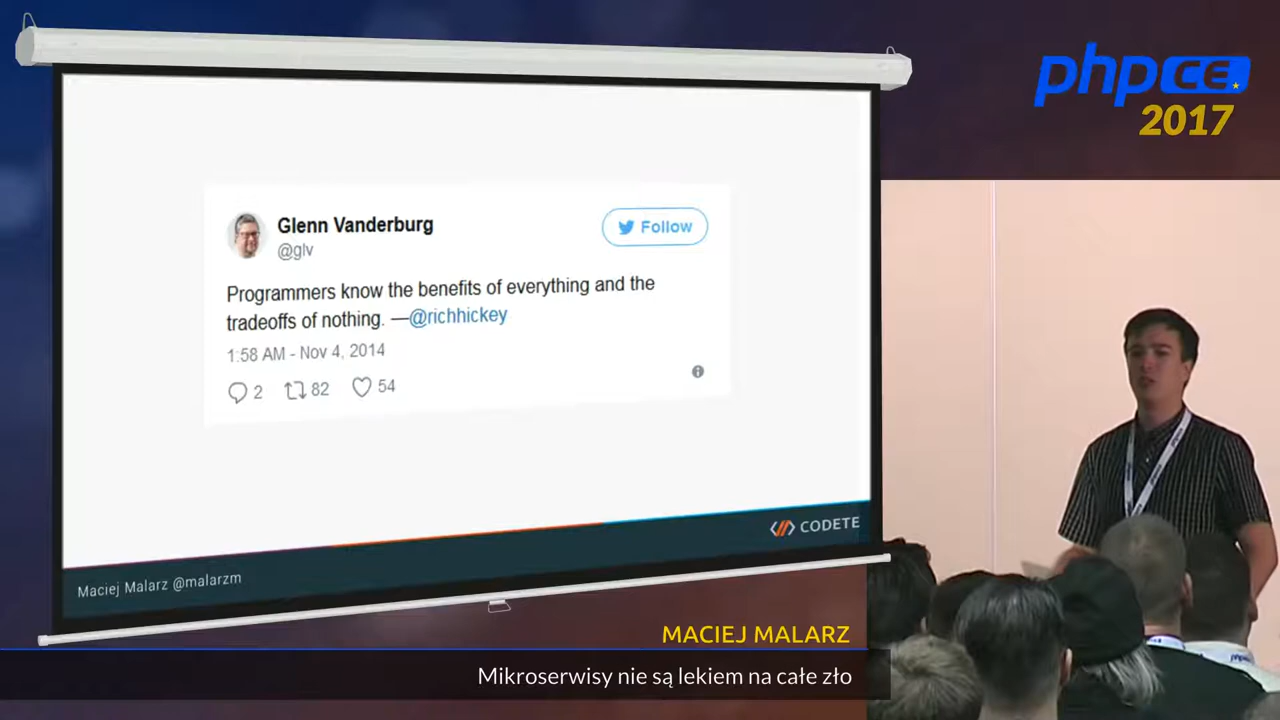 phpCE
2017
Glenn Vanderburg
@glv
Follow
Programmers know the benefits of everything and the
tradeoffs of nothing. —@richhickey
1:58 AM - Nov 4, 2014
2 82 54
CODETE
Maciej Malarz @malarzm
MACIEJ MALARZ
Mikroserwisy nie są lekiem na całe zło
php